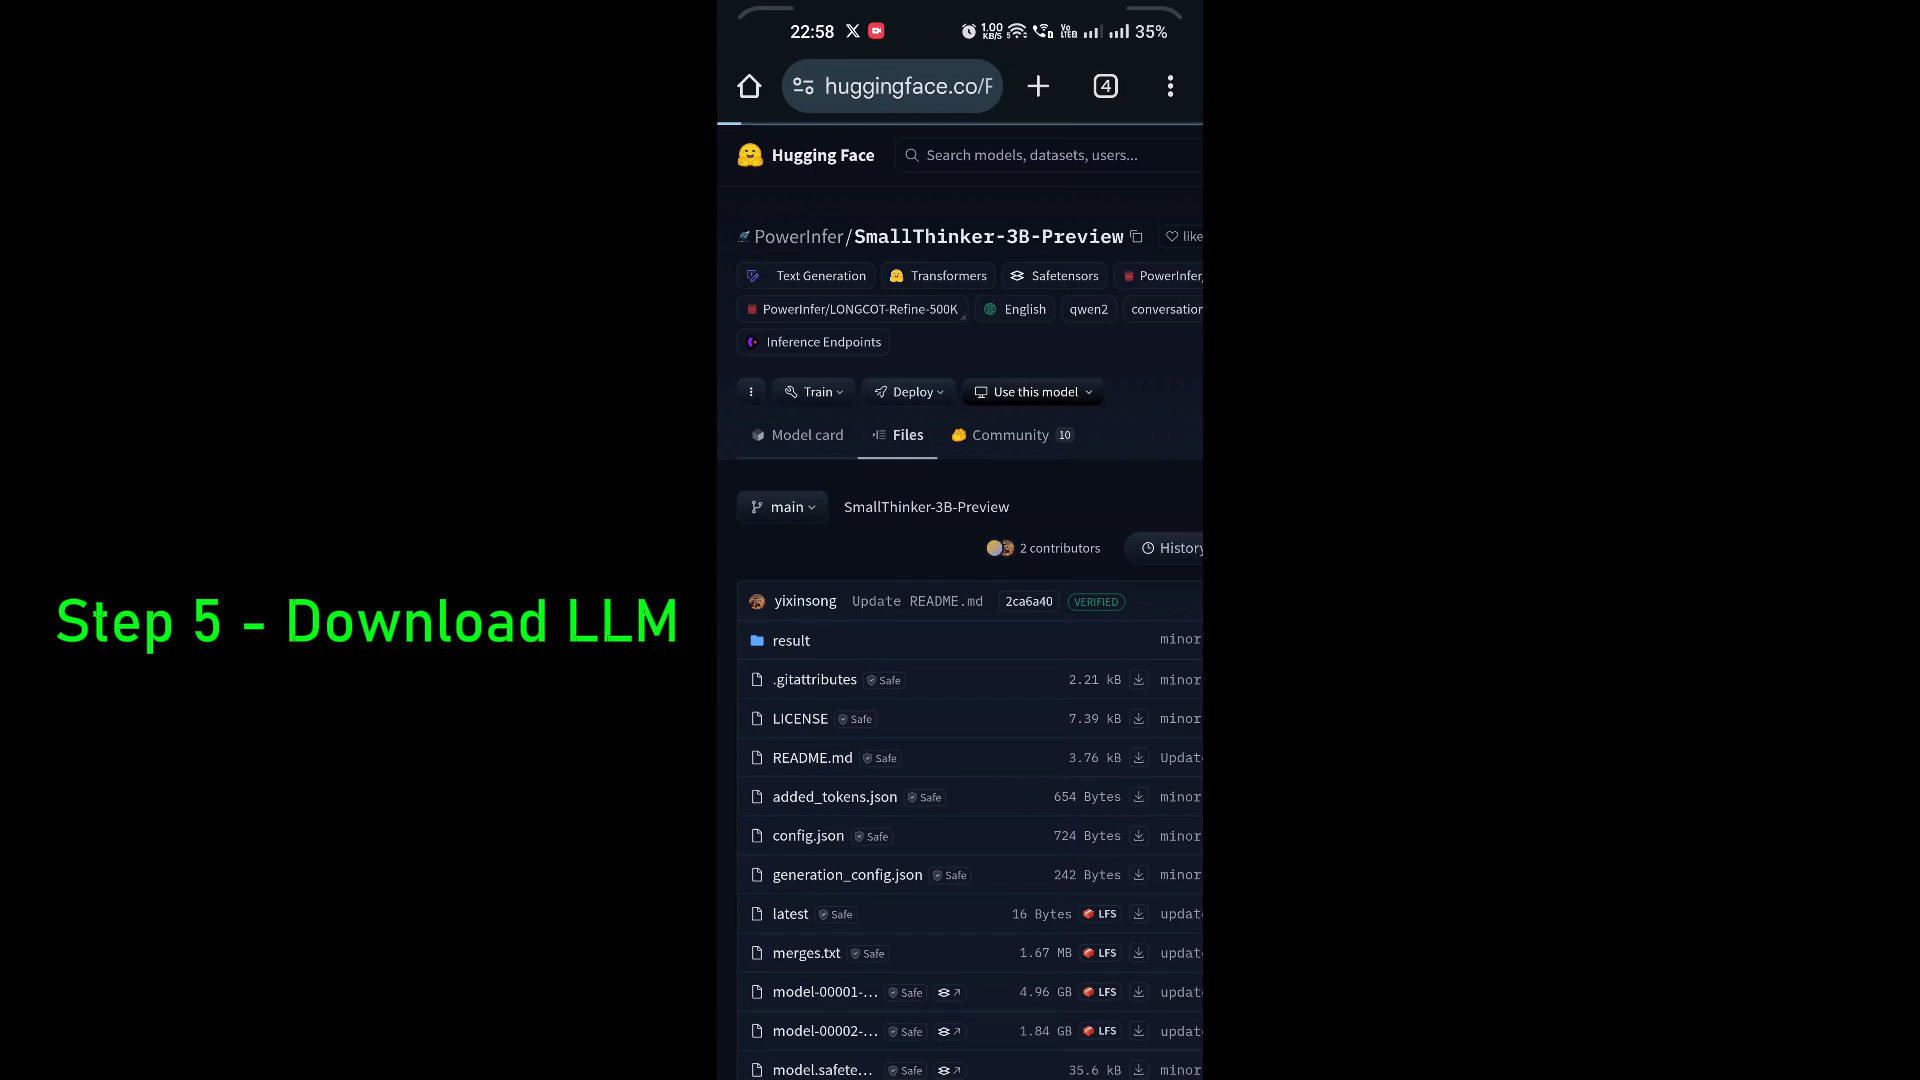 22:58 X 1.00 KB/S Vo LTE 35%
huggingface.co/F 4
Hugging Face Search models, datasets, users...
PowerInfer/SmallThinker-3B-Preview like
Text Generation Transformers Safetensors PowerInfer,
PowerInfer/LONGCOT-Refine-500K English qwen2 conversation
Inference Endpoints
Train Deploy Use this model
Model card Files Community 10
main SmallThinker-3B-Preview
2 contributors History
yixinsong Update README.md 2ca6a40 VERIFIED
Step 5 - Download LLM
result minor
.gitattributes Safe 2.21 kB minor
LICENSE Safe 7.39 kB minor
README.md Safe 3.76 kB Updat
added_tokens.json Safe 654 Bytes minor
config.json Safe 724 Bytes minor
generation_config.json Safe 242 Bytes minor
latest Safe 16 Bytes LFS updat
merges.txt Safe 1.67 MB LFS updat
model-00001-... Safe 4.96 GB LFS updat
model-00002-... Safe 1.84 GB LFS updat
model.safete... Safe 35.6 kB minor